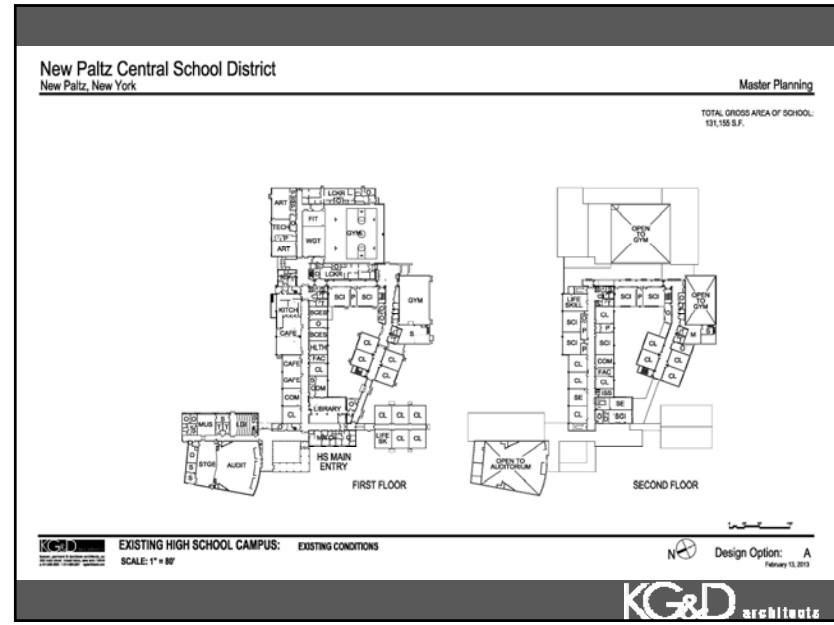 New Paltz Central School District
New Paltz, New York
Master Planning
TOTAL GROSS AREA OF SCHOOL:
131,155 S.F.
ART
LCKR
O
TECH
FIT
GYM
P
WGT
ART
O
LCKR
SCI
P
SCI
GYM
KITCH
O
S
CAFE
HLTH
CL
FAC
CL
CAFE
CL
CL
CAFE
COM
COM
LIBRARY
O
CL
CL
CL
CL
MUS
LGI
LIFE
SK
CL
CL
O
STGE
AUDIT
S
S
HS MAIN
ENTRY
FIRST FLOOR
OPEN
TO
GYM
LIFE
SKILL
SCI
P
SCI
OPEN
TO
GYM
CL
SCI
P
SCI
SCI
M
CL
CL
COM
CL
CL
FAC
CL
CL
SE
ISS
SE
CL
SCI
OPEN TO
AUDITORIUM
SECOND FLOOR
KG&D
EXISTING HIGH SCHOOL CAMPUS: EXISTING CONDITIONS
SCALE: 1" = 80'
N
Design Option: A
February 13, 2013
KG&D architects